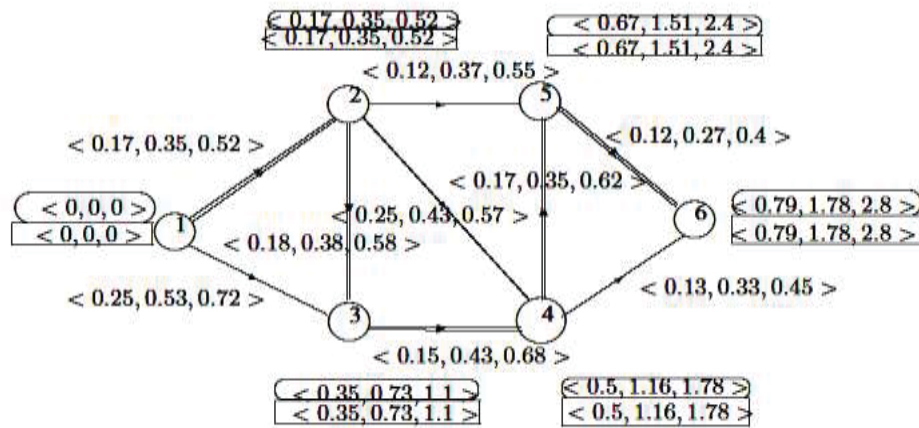 < 0.17, 0.35, 0.52 >
< 0.17, 0.35, 0.52 >
< 0.67, 1.51, 2.4 >
< 0.67, 1.51, 2.4 >
< 0.12, 0.37, 0.55 >
2
5
< 0.17, 0.35, 0.52 >
< 0.12, 0.27, 0.4 >
< 0.17, 0.35, 0.62 >
< 0, 0, 0 >
< 0, 0, 0 >
1
< 0.25, 0.43, 0.57 >
6
< 0.79, 1.78, 2.8 >
< 0.79, 1.78, 2.8 >
< 0.18, 0.38, 0.58 >
< 0.25, 0.53, 0.72 >
< 0.13, 0.33, 0.45 >
3
4
< 0.15, 0.43, 0.68 >
< 0.35, 0.73, 1.1 >
< 0.35, 0.73, 1.1 >
< 0.5, 1.16, 1.78 >
< 0.5, 1.16, 1.78 >